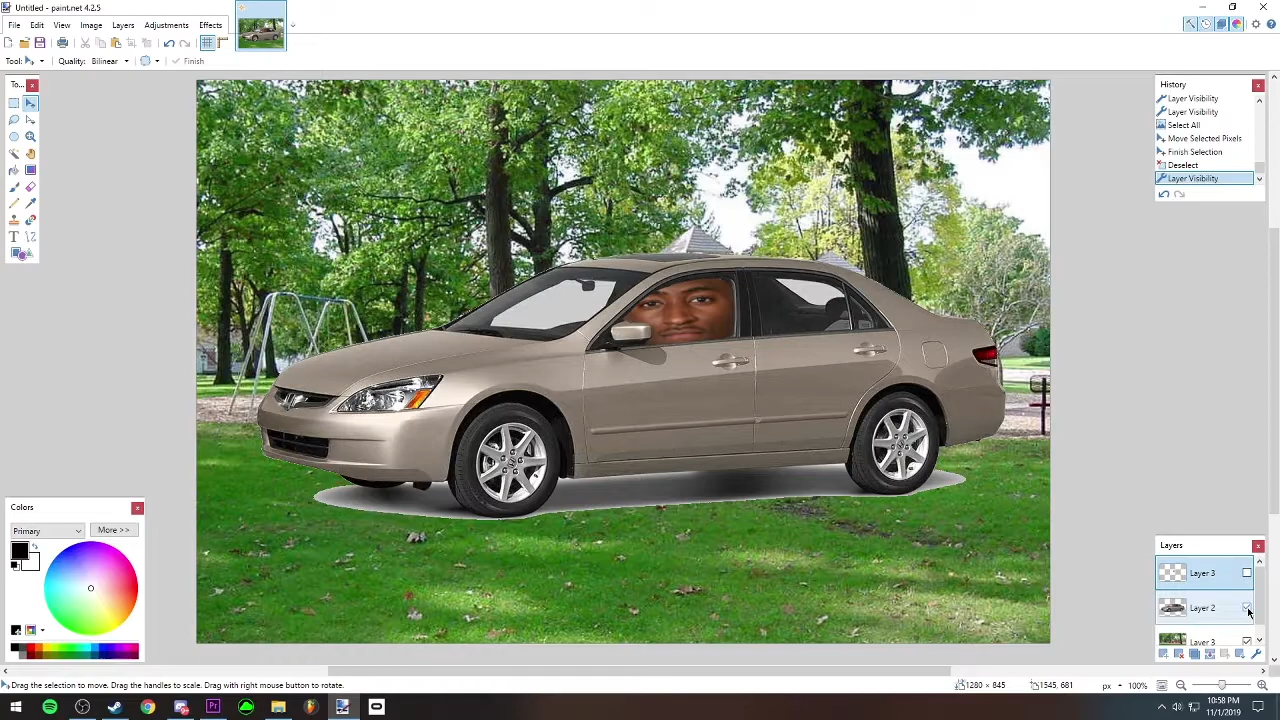 Untitled - paint.net 4.2.5
File Edit View Image Layers Adjustments Effects
Tool: Quality: Bilinear Finish
To...
History
Layer Visibility
Layer Visibility
Select All
Move Selected Pixels
Finish Selection
Deselect
Layer Visibility
Colors
Primary More >>
Layers
Layer 3
Layer 2
Layer 3
Drag the selection to move. Drag the handles to scale. Drag with right mouse button to rotate.
1280 × 845 1545, 681 px 100%
10:58 PM
11/1/2019